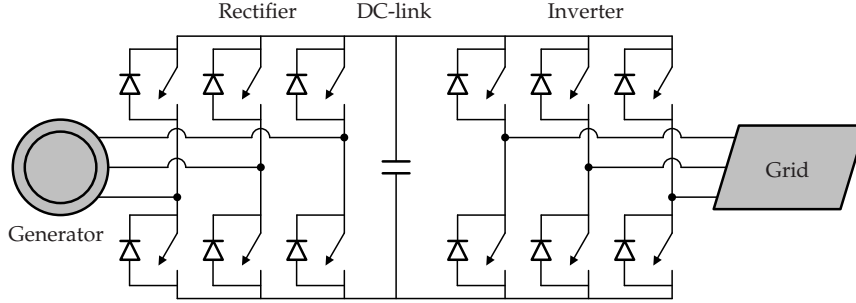 Rectifier
DC-link
Inverter
Grid
Generator